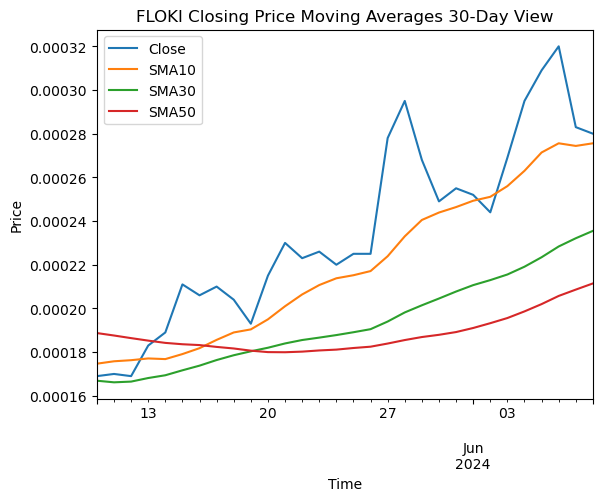 FLOKI Closing Price Moving Averages 30-Day View
Close
SMA10
SMA30
SMA50
0.00032
0.00030
0.00028
0.00026
0.00024
0.00022
0.00020
0.00018
0.00016
Price
13
20
27
03
Jun
2024
Time